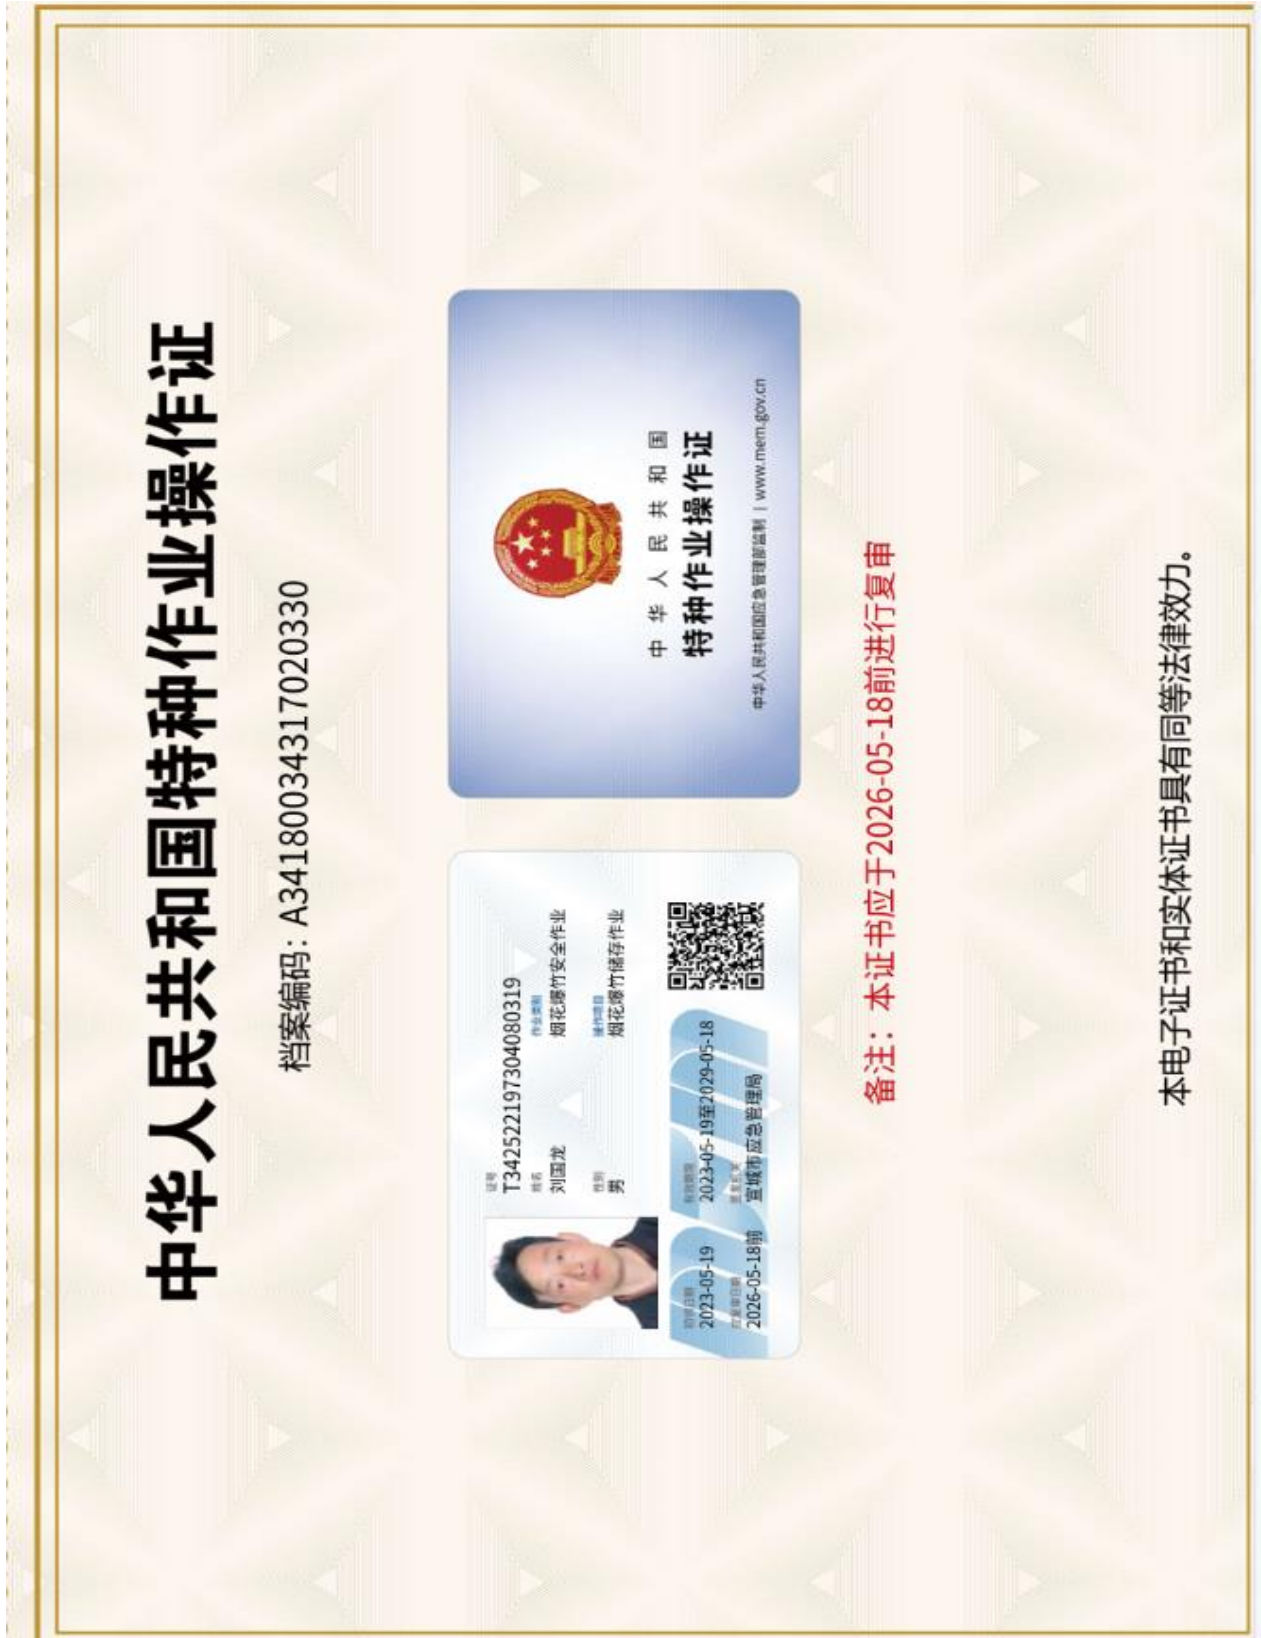 中华人民共和国特种作业操作证
档案编码：A34180034317020330
证号
T342522197304080319
姓名
刘国龙
作业类别
烟花爆竹安全作业
性别
男
操作项目
烟花爆竹储存作业
初领日期
2023-05-19
有效期限
2023-05-19至2029-05-18
应复审日期
2026-05-18前
签发机关
宣城市应急管理局
中华人民共和国
特种作业操作证
中华人民共和国应急管理部监制 | www.mem.gov.cn
备注：本证书应于2026-05-18前进行复审
本电子证书和实体证书具有同等法律效力。